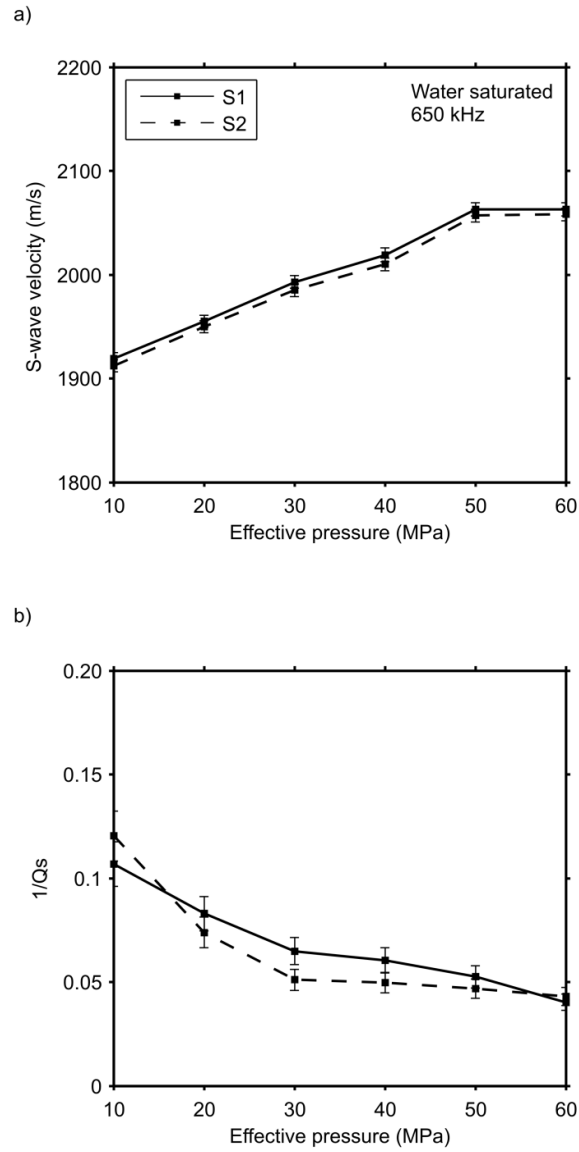 a)
2200
2100
2000
1900
1800
S-wave velocity (m/s)
S1
S2
Water saturated
650 kHz
10 20 30 40 50 60
Effective pressure (MPa)
b)
0.20
0.15
0.1
0.05
0
1/Qs
10 20 30 40 50 60
Effective pressure (MPa)